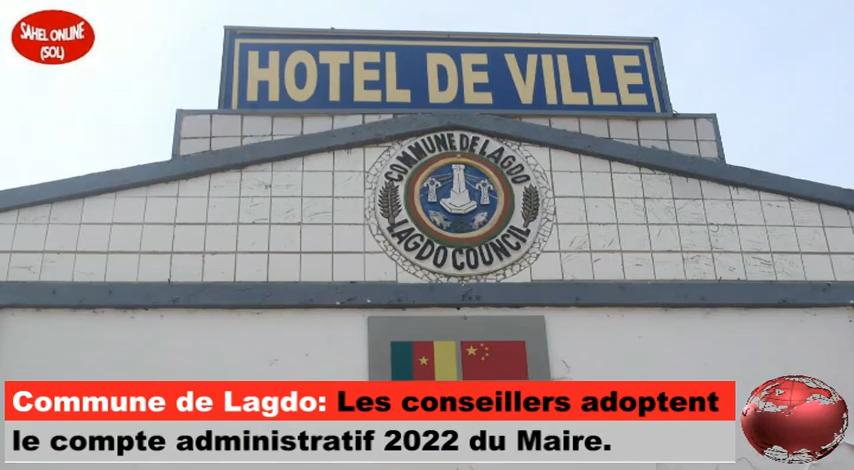 SAHEL ONLINE
(SOL)
HOTEL DE VILLE
COMMUNE DE LAGDO
LAGDO COUNCIL
Commune de Lagdo: Les conseillers adoptent
le compte administratif 2022 du Maire.